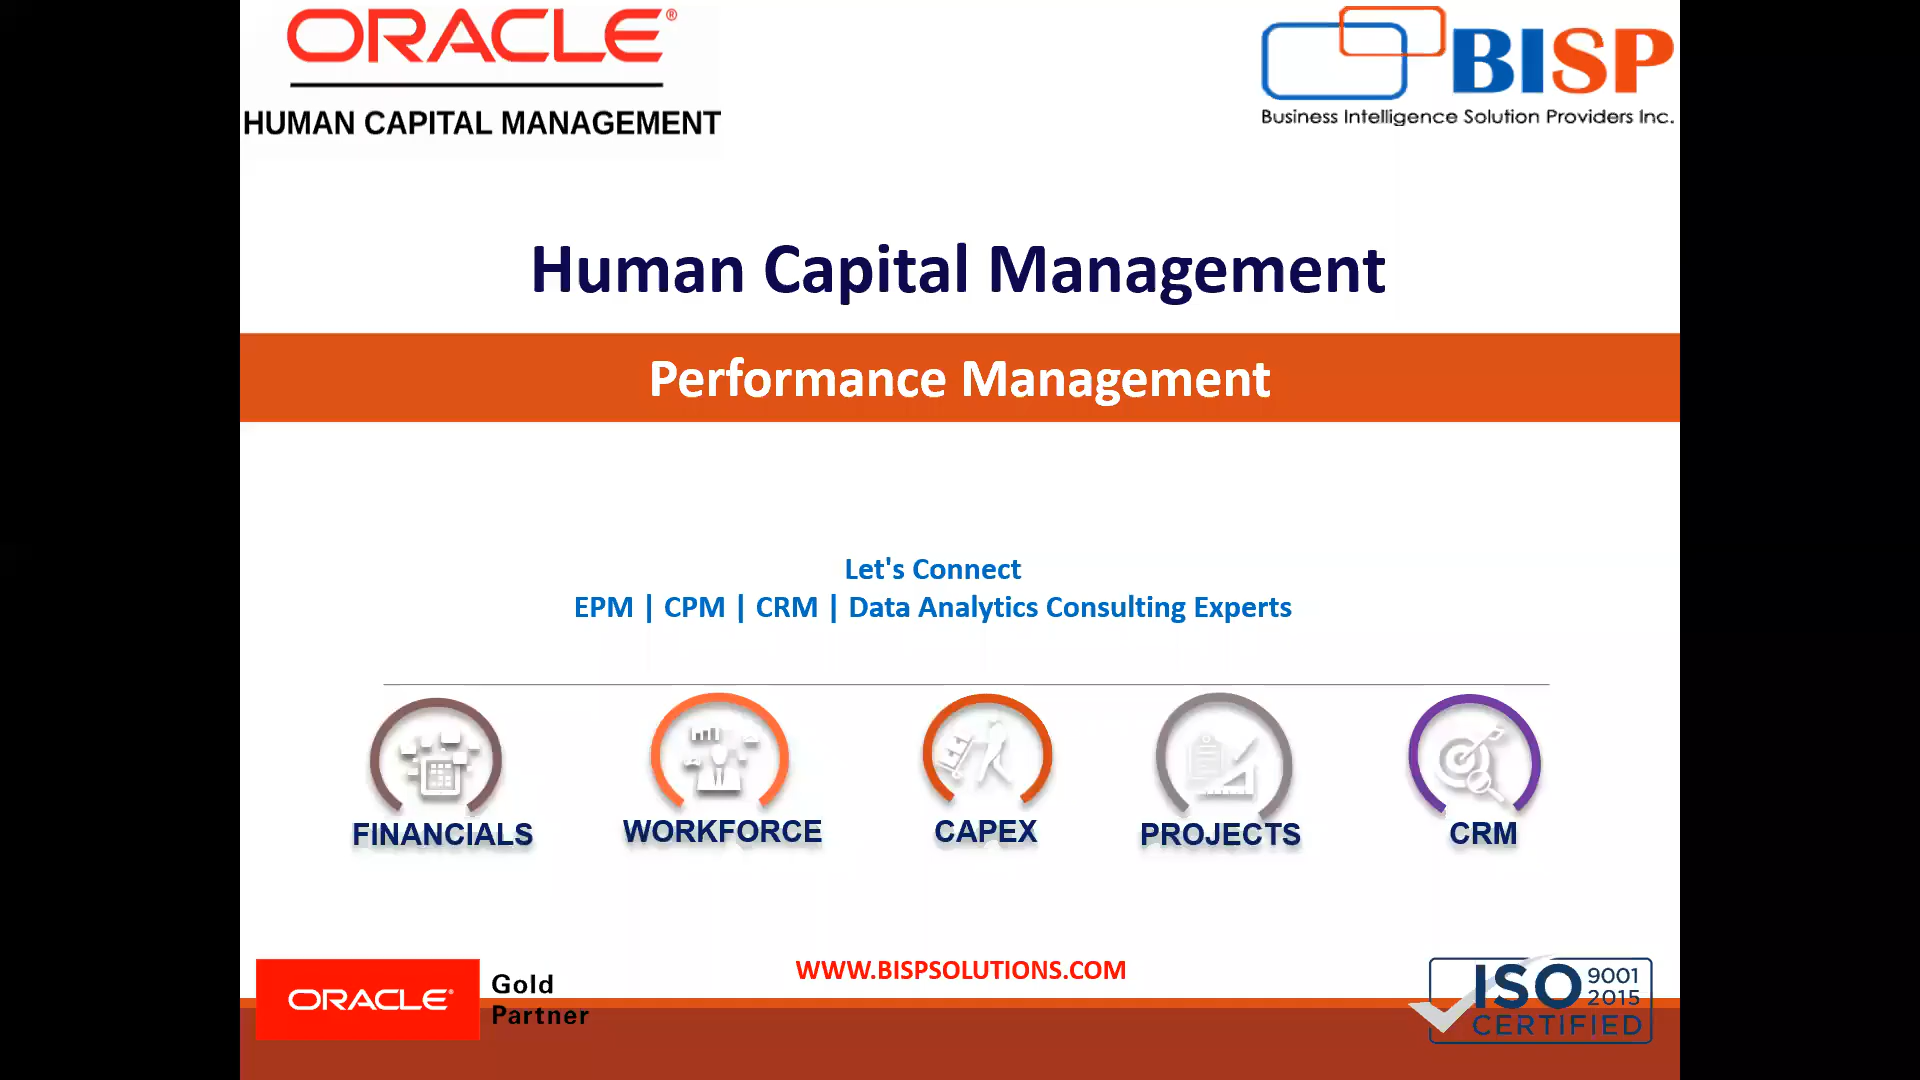 ORACLE®
HUMAN CAPITAL MANAGEMENT
BISP
Business Intelligence Solution Providers Inc.
Human Capital Management
Performance Management
Let's Connect
EPM | CPM | CRM | Data Analytics Consulting Experts
FINANCIALS
WORKFORCE
CAPEX
PROJECTS
CRM
ORACLE®
Gold
Partner
WWW.BISPSOLUTIONS.COM
ISO 9001
2015
CERTIFIED